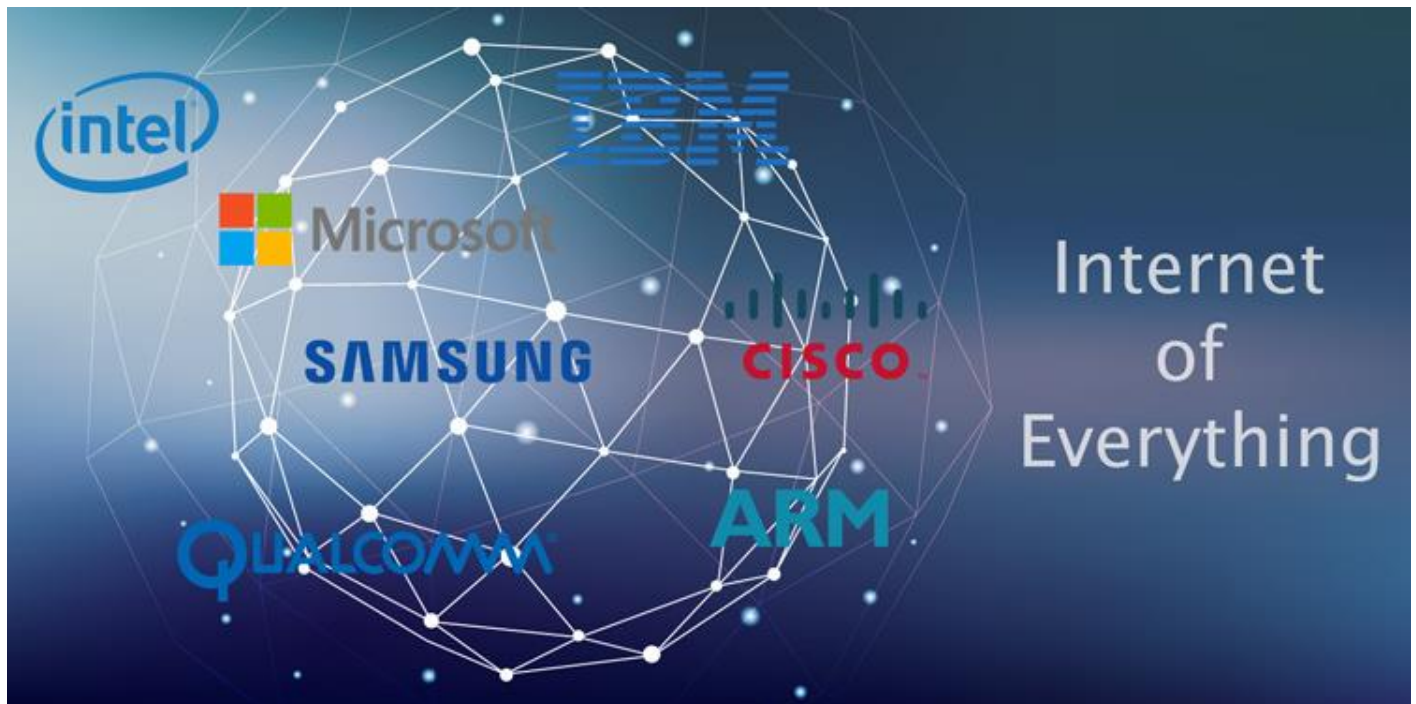 intel
IBM
Microsoft
SAMSUNG
CISCO
QUALCOMM
ARM
Internet
of
Everything